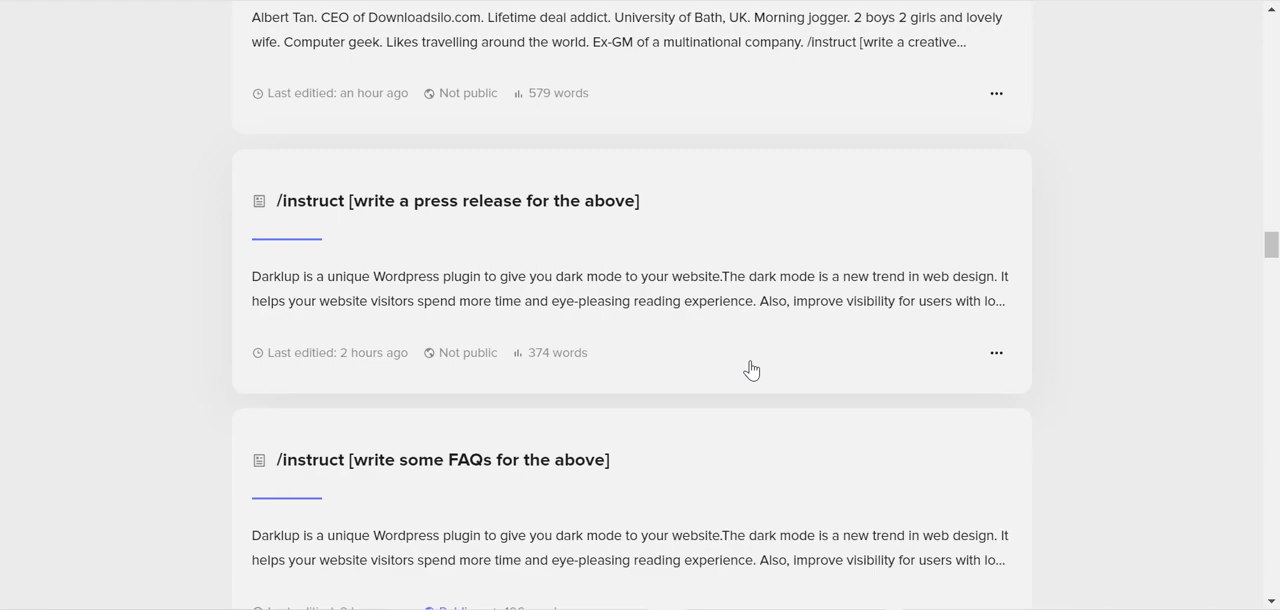 Albert Tan. CEO of Downloadsilo.com. Lifetime deal addict. University of Bath, UK. Morning jogger. 2 boys 2 girls and lovely
wife. Computer geek. Likes travelling around the world. Ex-GM of a multinational company. /instruct [write a creative...
Last editied: an hour ago Not public 579 words
/instruct [write a press release for the above]
Darklup is a unique Wordpress plugin to give you dark mode to your website.The dark mode is a new trend in web design. It
helps your website visitors spend more time and eye-pleasing reading experience. Also, improve visibility for users with lo...
Last editied: 2 hours ago Not public 374 words
/instruct [write some FAQs for the above]
Darklup is a unique Wordpress plugin to give you dark mode to your website.The dark mode is a new trend in web design. It
helps your website visitors spend more time and eye-pleasing reading experience. Also, improve visibility for users with lo...